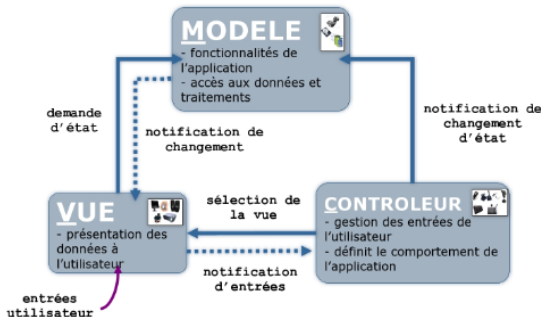 MODELE
- fonctionnalités de
l'application
- accès aux données et
traitements
demande
d'état
notification de
changement
notification de
changement
d'état
VUE
- présentation des
données à
l'utilisateur
sélection de
la vue
notification
d'entrées
CONTROLEUR
- gestion des entrées de
l'utilisateur
- définit le comportement de
l'application
entrées
utilisateur